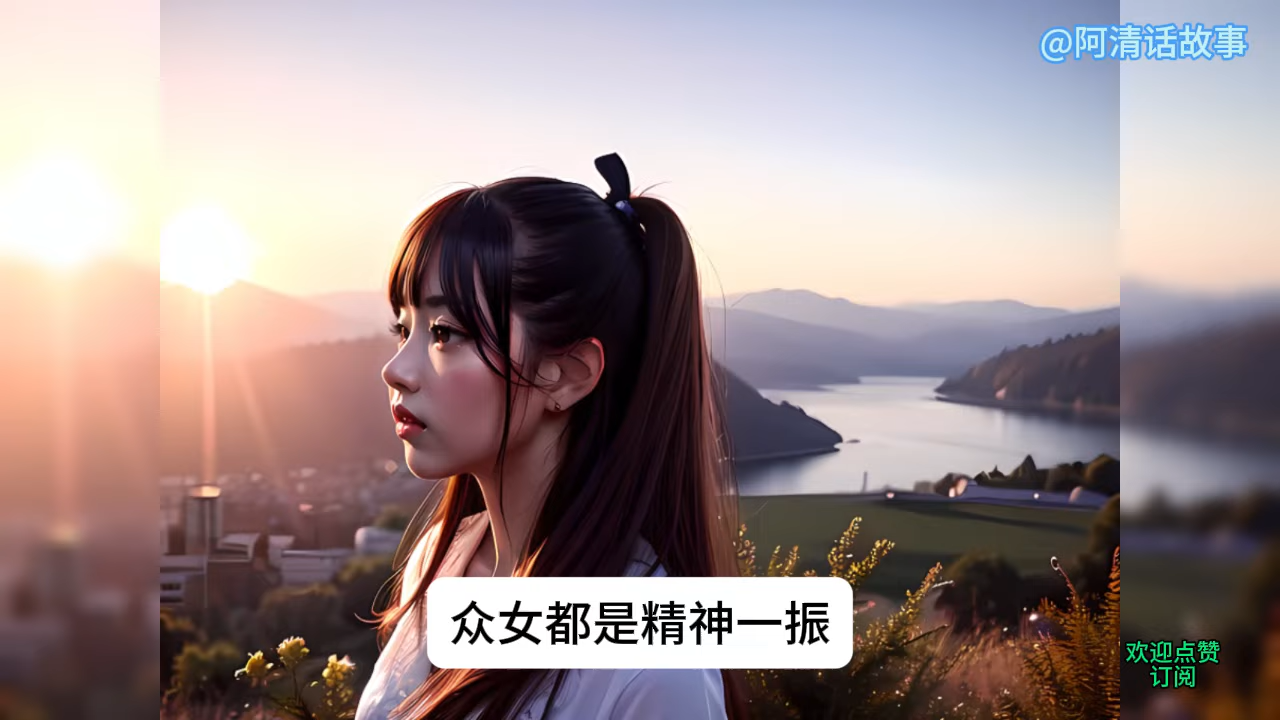 @阿清话故事
众女都是精神一振
欢迎点赞
订阅